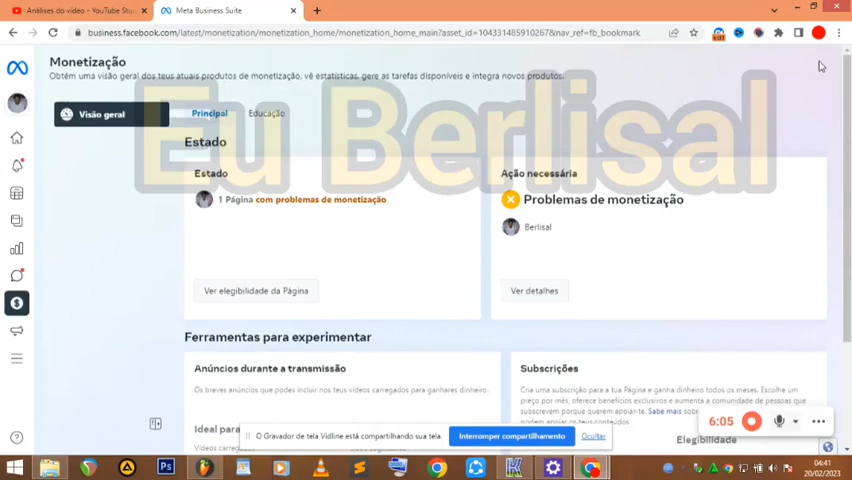 Análises do vídeo - YouTube Stu
Meta Business Suite
business.facebook.com/latest/monetization/monetization_home/monetization_home_main?asset_id=104331485910267&nav_ref=fb_bookmark
Monetização
Obtém uma visão geral dos teus atuais produtos de monetização, vê estatísticas, gere as tarefas disponíveis e integra novos produtos.
Eu Berlisal
Visão geral
Principal
Educação
Estado
Estado
1 Página com problemas de monetização
Ver elegibilidade da Página
Ação necessária
Problemas de monetização
Berlisal
Ver detalhes
Ferramentas para experimentar
Anúncios durante a transmissão
Os breves anúncios que podes incluir nos teus vídeos carregados para ganhares dinheiro.
Ideal para
Vídeos carregados
Subscrições
Cria uma subscrição para a tua Página e ganha dinheiro todos os meses. Escolhe um
preço por mês, oferece benefícios exclusivos e aumenta a comunidade de pessoas que
subscrevem porque querem apoiar-te. Sabe mais
Elegibilidade
6:05
O Gravador de tela Vidline está compartilhando sua tela.
Interromper compartilhamento
Ocultar
Ps
04:41
20/02/2023